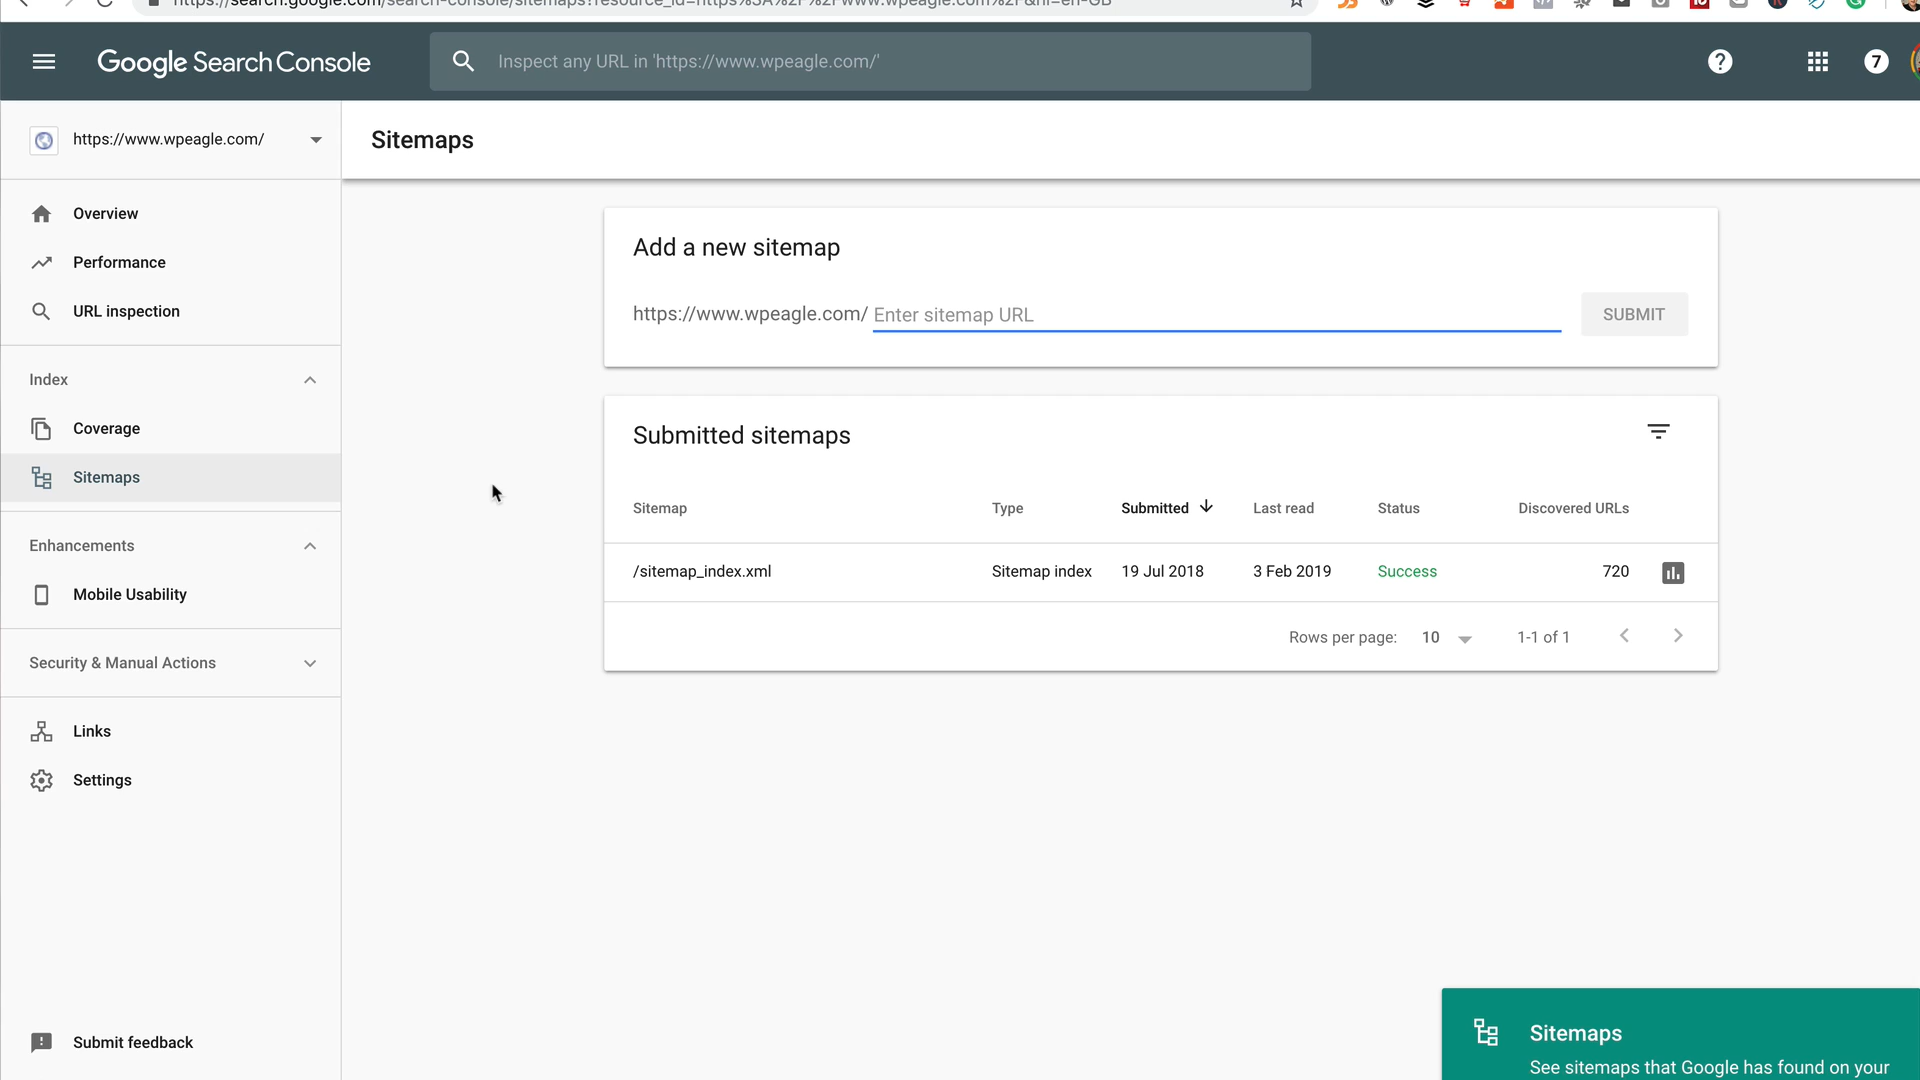 Google Search Console
Inspect any URL in 'https://www.wpeagle.com/'
7
https://www.wpeagle.com/
Sitemaps
Overview
Performance
URL inspection
Index
Coverage
Sitemaps
Enhancements
Mobile Usability
Security & Manual Actions
Links
Settings
Submit feedback
Add a new sitemap
https://www.wpeagle.com/ Enter sitemap URL SUBMIT
Submitted sitemaps
Sitemap Type Submitted Last read Status Discovered URLs
/sitemap_index.xml Sitemap index 19 Jul 2018 3 Feb 2019 Success 720
Rows per page: 10 1-1 of 1
Sitemaps
See sitemaps that Google has found on your